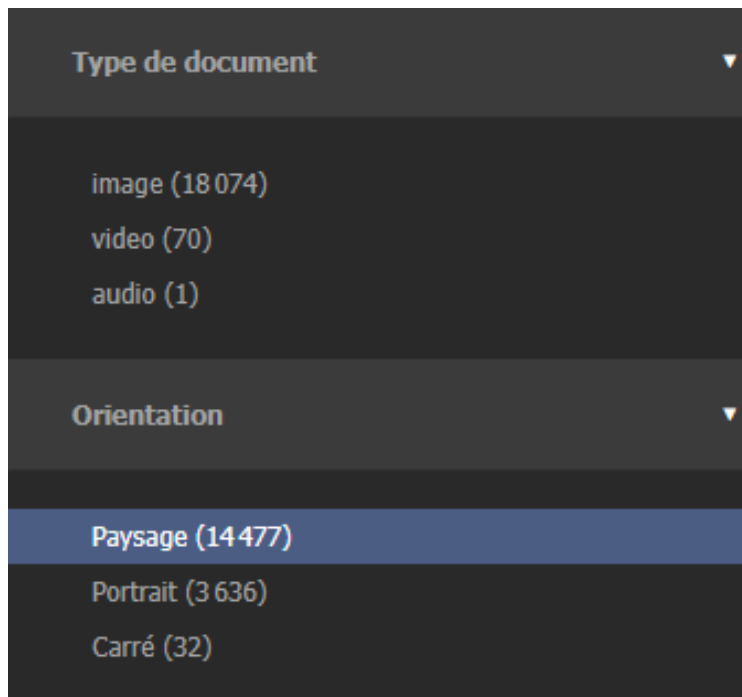 Type de document
image (18 074)
video (70)
audio (1)
Orientation
Paysage (14 477)
Portrait (3 636)
Carré (32)